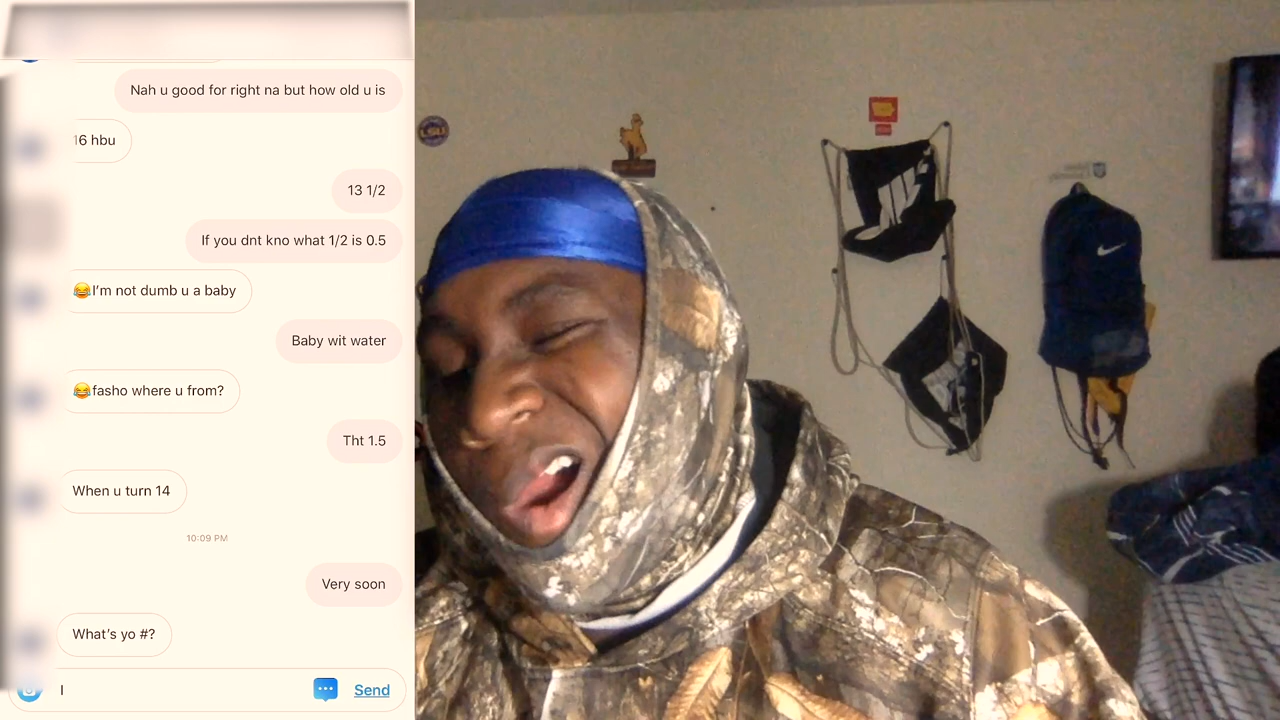 Nah u good for right na but how old u is
16 hbu
13 1/2
If you dnt kno what 1/2 is 0.5
😂I'm not dumb u a baby
Baby wit water
😂fasho where u from?
Tht 1.5
When u turn 14
10:09 PM
Very soon
What's yo #?
I
Send
LSU